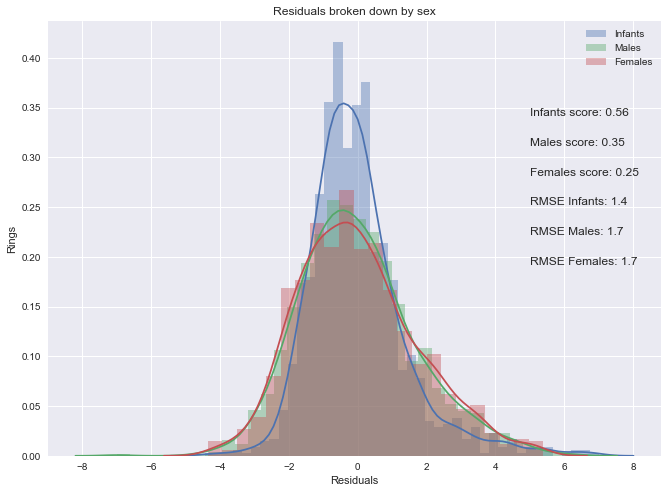 Residuals broken down by sex
Infants
Males
Females
Infants score: 0.56
Males score: 0.35
Females score: 0.25
RMSE Infants: 1.4
RMSE Males: 1.7
RMSE Females: 1.7
Rings
0.40
0.35
0.30
0.25
0.20
0.15
0.10
0.05
0.00
−8 −6 −4 −2 0 2 4 6 8
Residuals